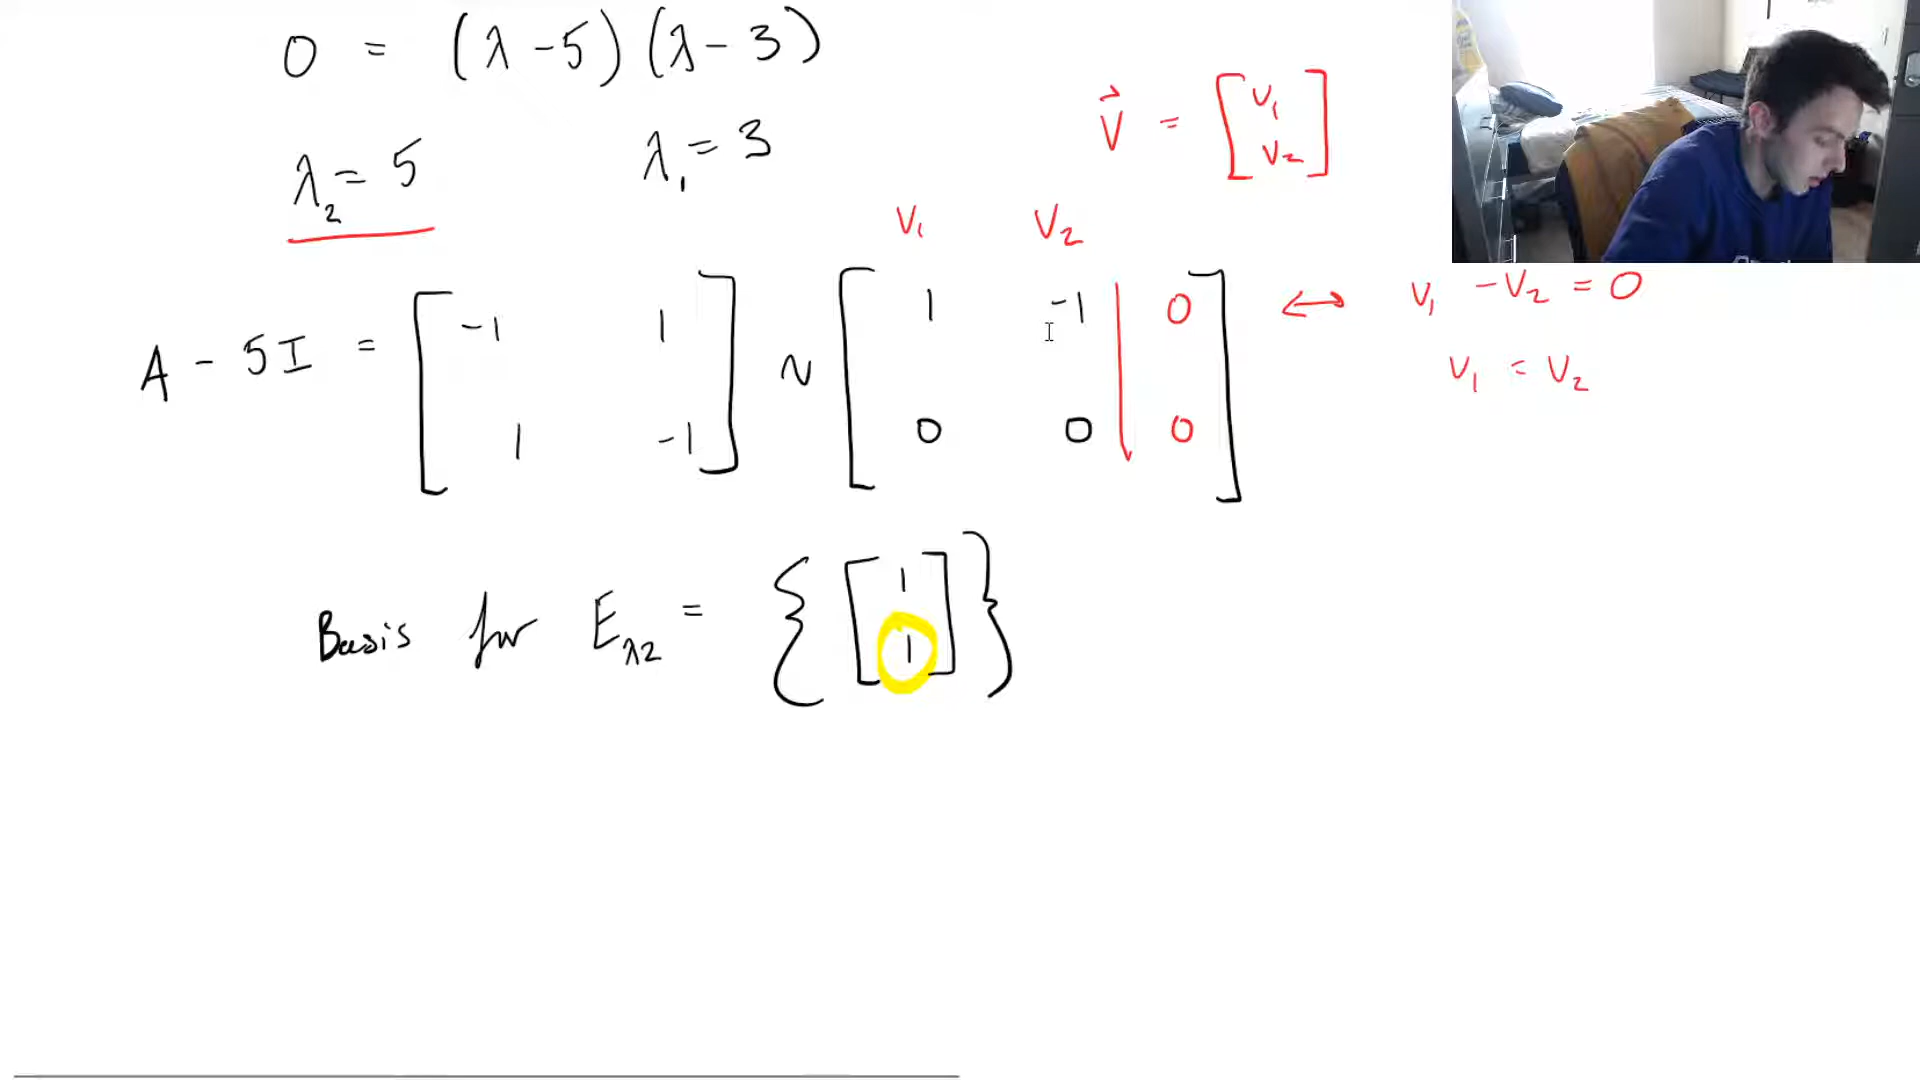 0 = (λ - 5)(λ - 3)
λ₂ = 5 λ₁ = 3
v⃗ = [v₁ v₂]
v₁ v₂
A - 5I = [-1 1 1 -1] ~ [1 -1 | 0 0 0 | 0] ↔ v₁ - v₂ = 0
v₁ = v₂
Basis for E_λ2 = {[1 1]}